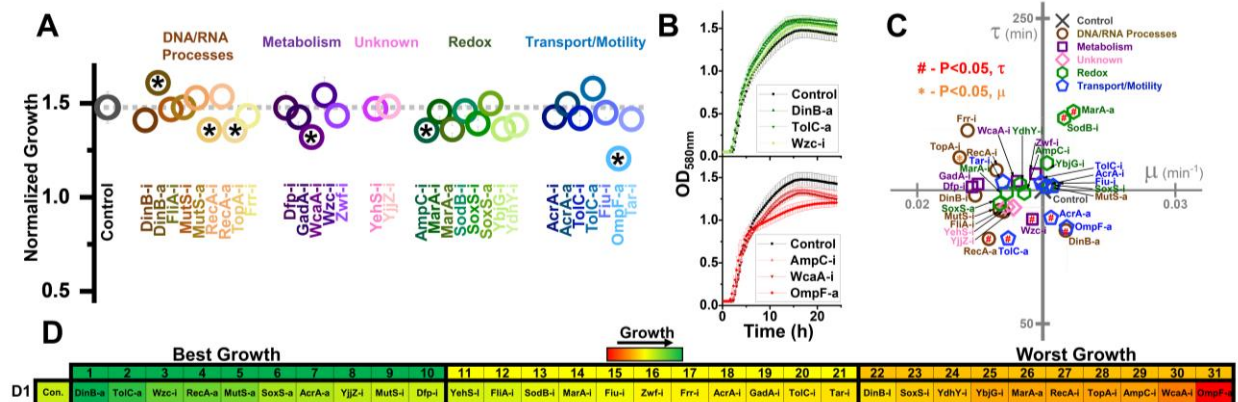 A
DNA/RNA
Processes
Metabolism
Unknown
Redox
Transport/Motility
Normalized Growth
1.5
1.0
0.5
*
*
*
*
*
*
Control
DinB-i
DinB-a
FliA-i
MutS-i
MutS-a
RecA-i
RecA-a
TopA-i
Frr-i
Dfp-i
GadA-i
WcaA-i
Wzc-i
Zwf-i
YehS-i
YjjZ-i
AmpC-i
MarA-i
MarA-a
SodB-i
SoxS-i
SoxS-a
YbjG-i
YdhY-i
AcrA-i
AcrA-a
TolC-i
TolC-a
Fiu-i
OmpF-a
Tar-i
B
OD580nm
1.5
1.0
0.5
0.0
Control
DinB-a
TolC-a
Wzc-i
1.5
1.0
0.5
0.0
Control
AmpC-i
WcaA-i
OmpF-a
0 10 20
Time (h)
C
250
τ (min)
50
μ (min⁻¹)
0.02
0.03
Control
DNA/RNA Processes
Metabolism
Unknown
Redox
Transport/Motility
# - P<0.05, τ
* - P<0.05, μ
MarA-a
SodB-i
Frr-i
WcaA-i
YdhY-i
Zwf-i
AmpC-i
YbjG-i
TopA-i
RecA-i
Tar-i
MarA-i
GadA-i
Dfp-i
DinB-i
TolC-i
AcrA-i
Fiu-i
SoxS-i
MutS-a
Control
SoxS-a
MutS-i
FliA-i
YehS-i
YjjZ-i
Wzc-i
AcrA-a
OmpF-a
DinB-a
RecA-a
TolC-a
D
Growth
Best Growth
Worst Growth
1 2 3 4 5 6 7 8 9 10 11 12 13 14 15 16 17 18 19 20 21 22 23 24 25 26 27 28 29 30 31
D1 Con. DinB-a TolC-a Wzc-i RecA-a MutS-a SoxS-a AcrA-a YjjZ-i MutS-i Dfp-i YehS-i FliA-i SodB-i MarA-i Fiu-i Zwf-i Frr-i AcrA-i GadA-i TolC-i Tar-i DinB-i SoxS-i YdhY-i YbjG-i MarA-a RecA-i TopA-i AmpC-i WcaA-i OmpF-a